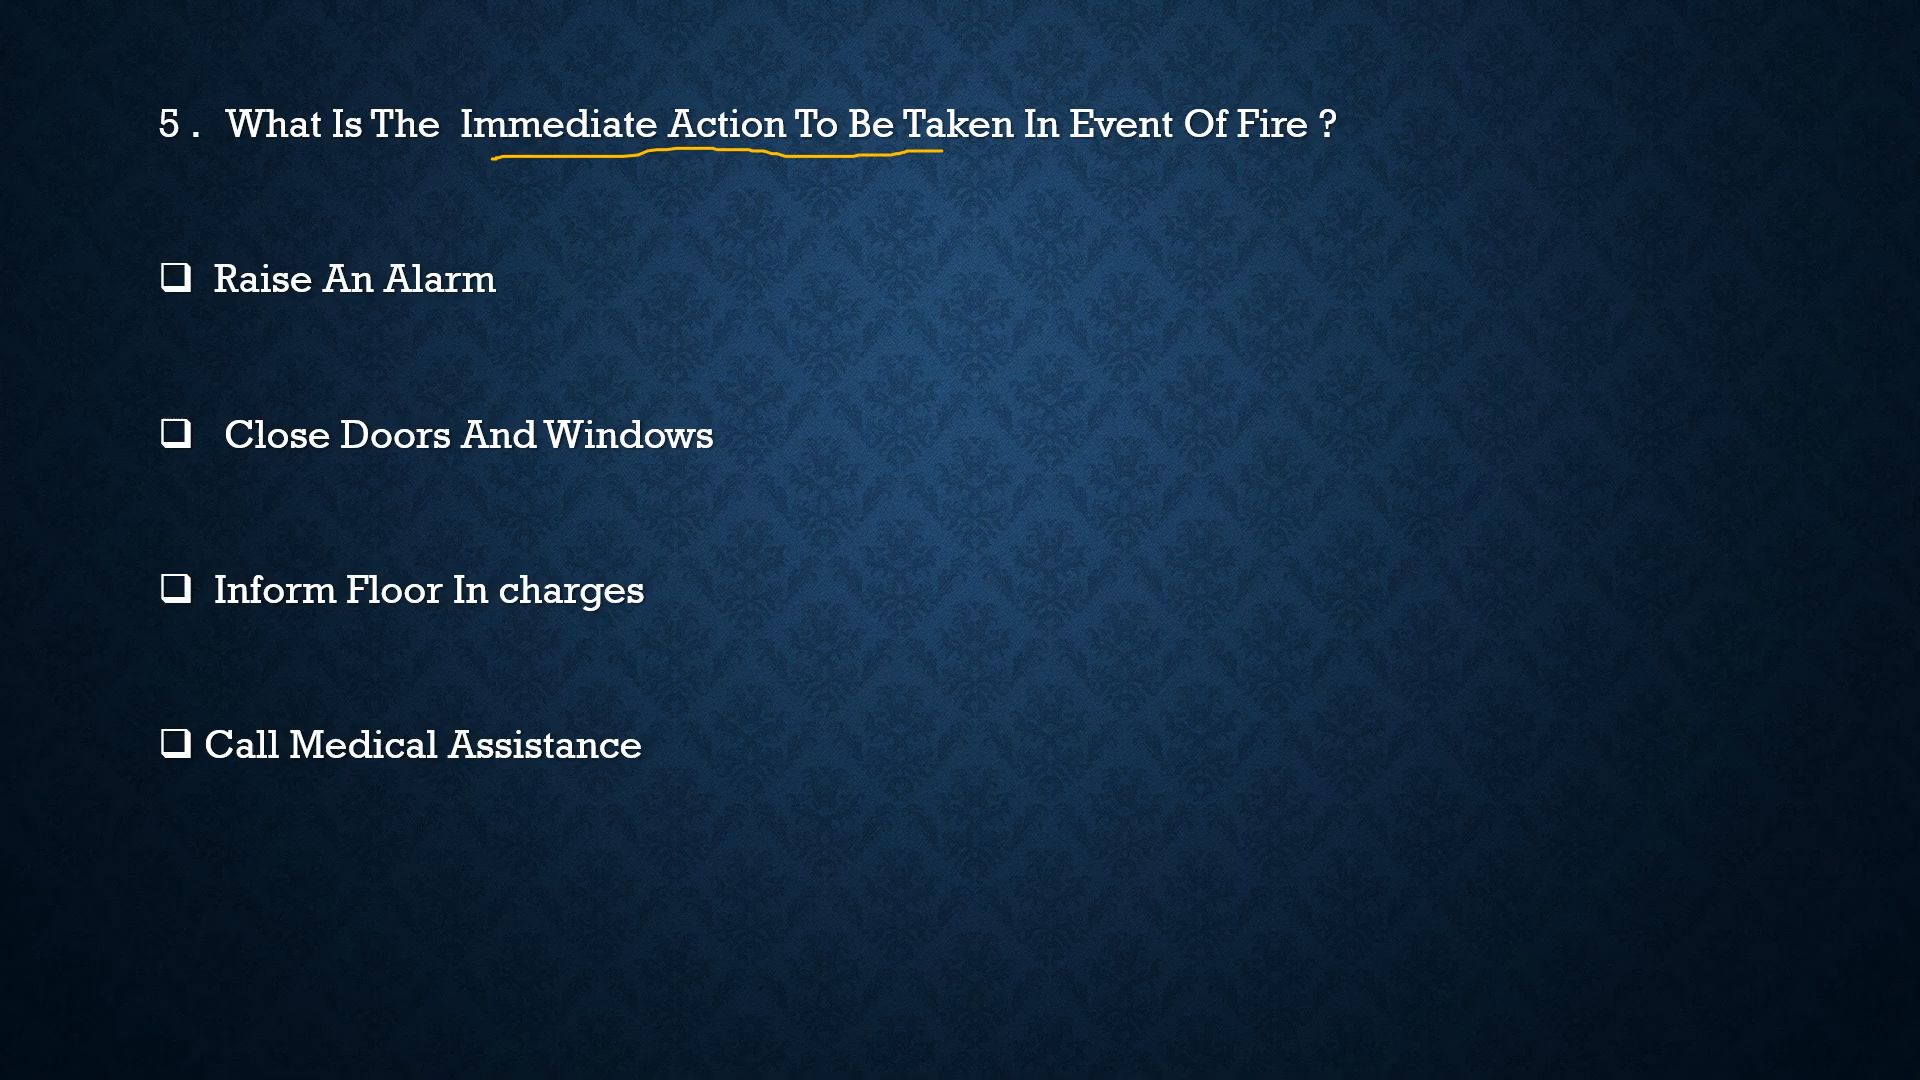 5 . What Is The Immediate Action To Be Taken In Event Of Fire ?
❑ Raise An Alarm
❑ Close Doors And Windows
❑ Inform Floor In charges
❑ Call Medical Assistance